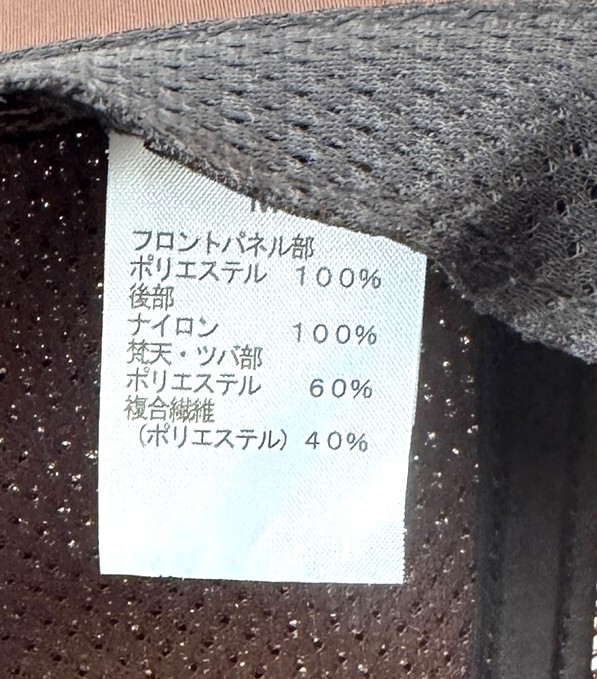 フロントパネル部
ポリエステル 100%
後部
ナイロン 100%
梵天・ツバ部
ポリエステル 60%
複合繊維
(ポリエステル) 40%